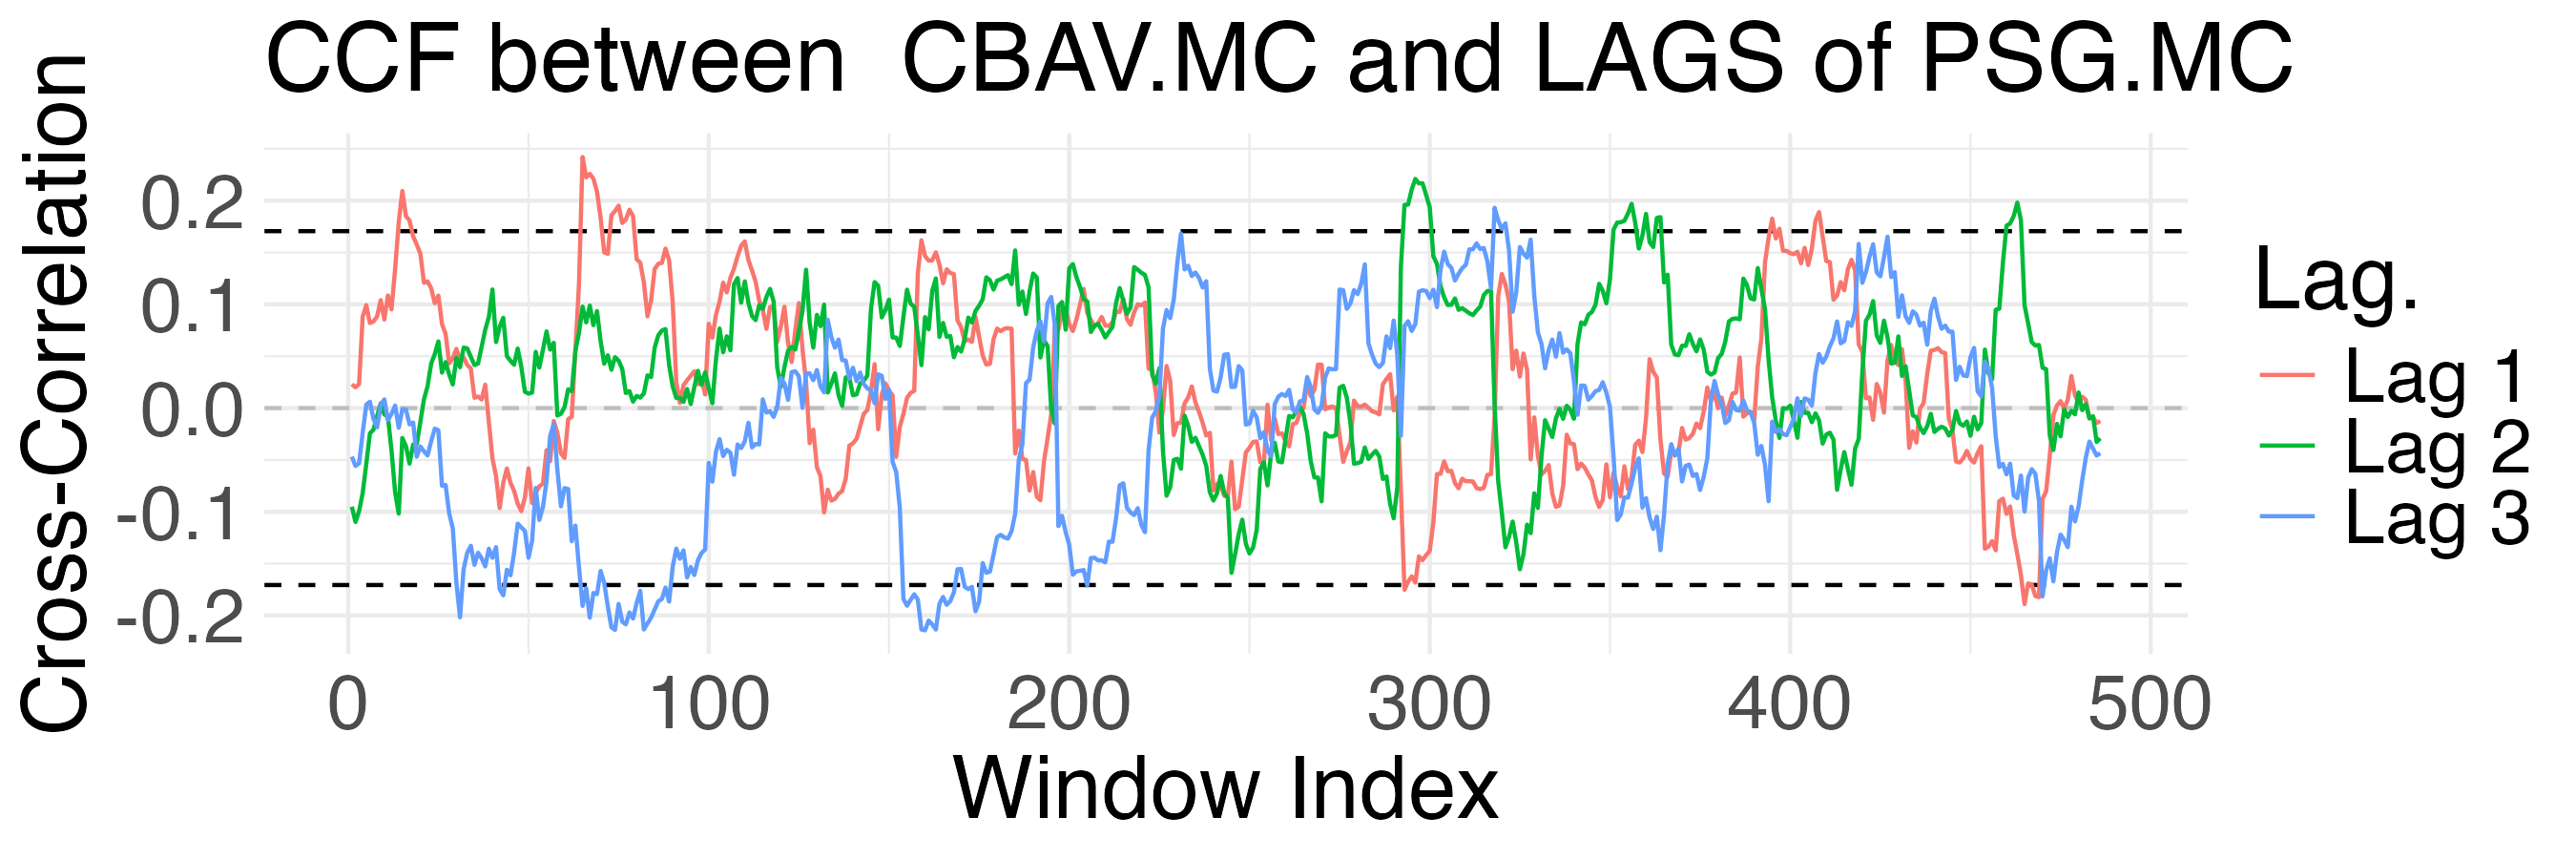 CCF between  CBAV.MC and LAGS of PSG.MC
Cross-Correlation
0.2
0.1
0.0
-0.1
-0.2
0 100 200 300 400 500
Window Index
Lag.
Lag 1
Lag 2
Lag 3